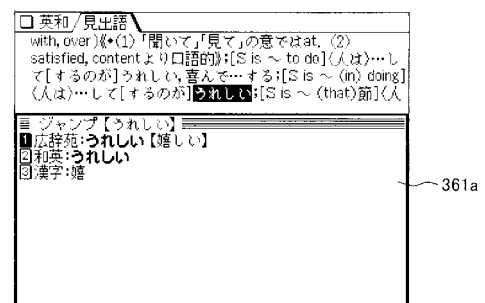 英和/見出語
with, over)《◆(1)「聞いて」「見て」の意ではat. (2)
satisfied, contentより口語的》;[S is ～ to do]〈人は〉…し
て[するのが]うれしい,喜んで…する;[S is ～ (in) doing]
〈人は〉…して[するのが]うれしい;[S is ～ (that)節]〈人
ジャンプ【うれしい】
1広辞苑:うれしい【嬉しい】
2和英:うれしい
3漢字:嬉
361a